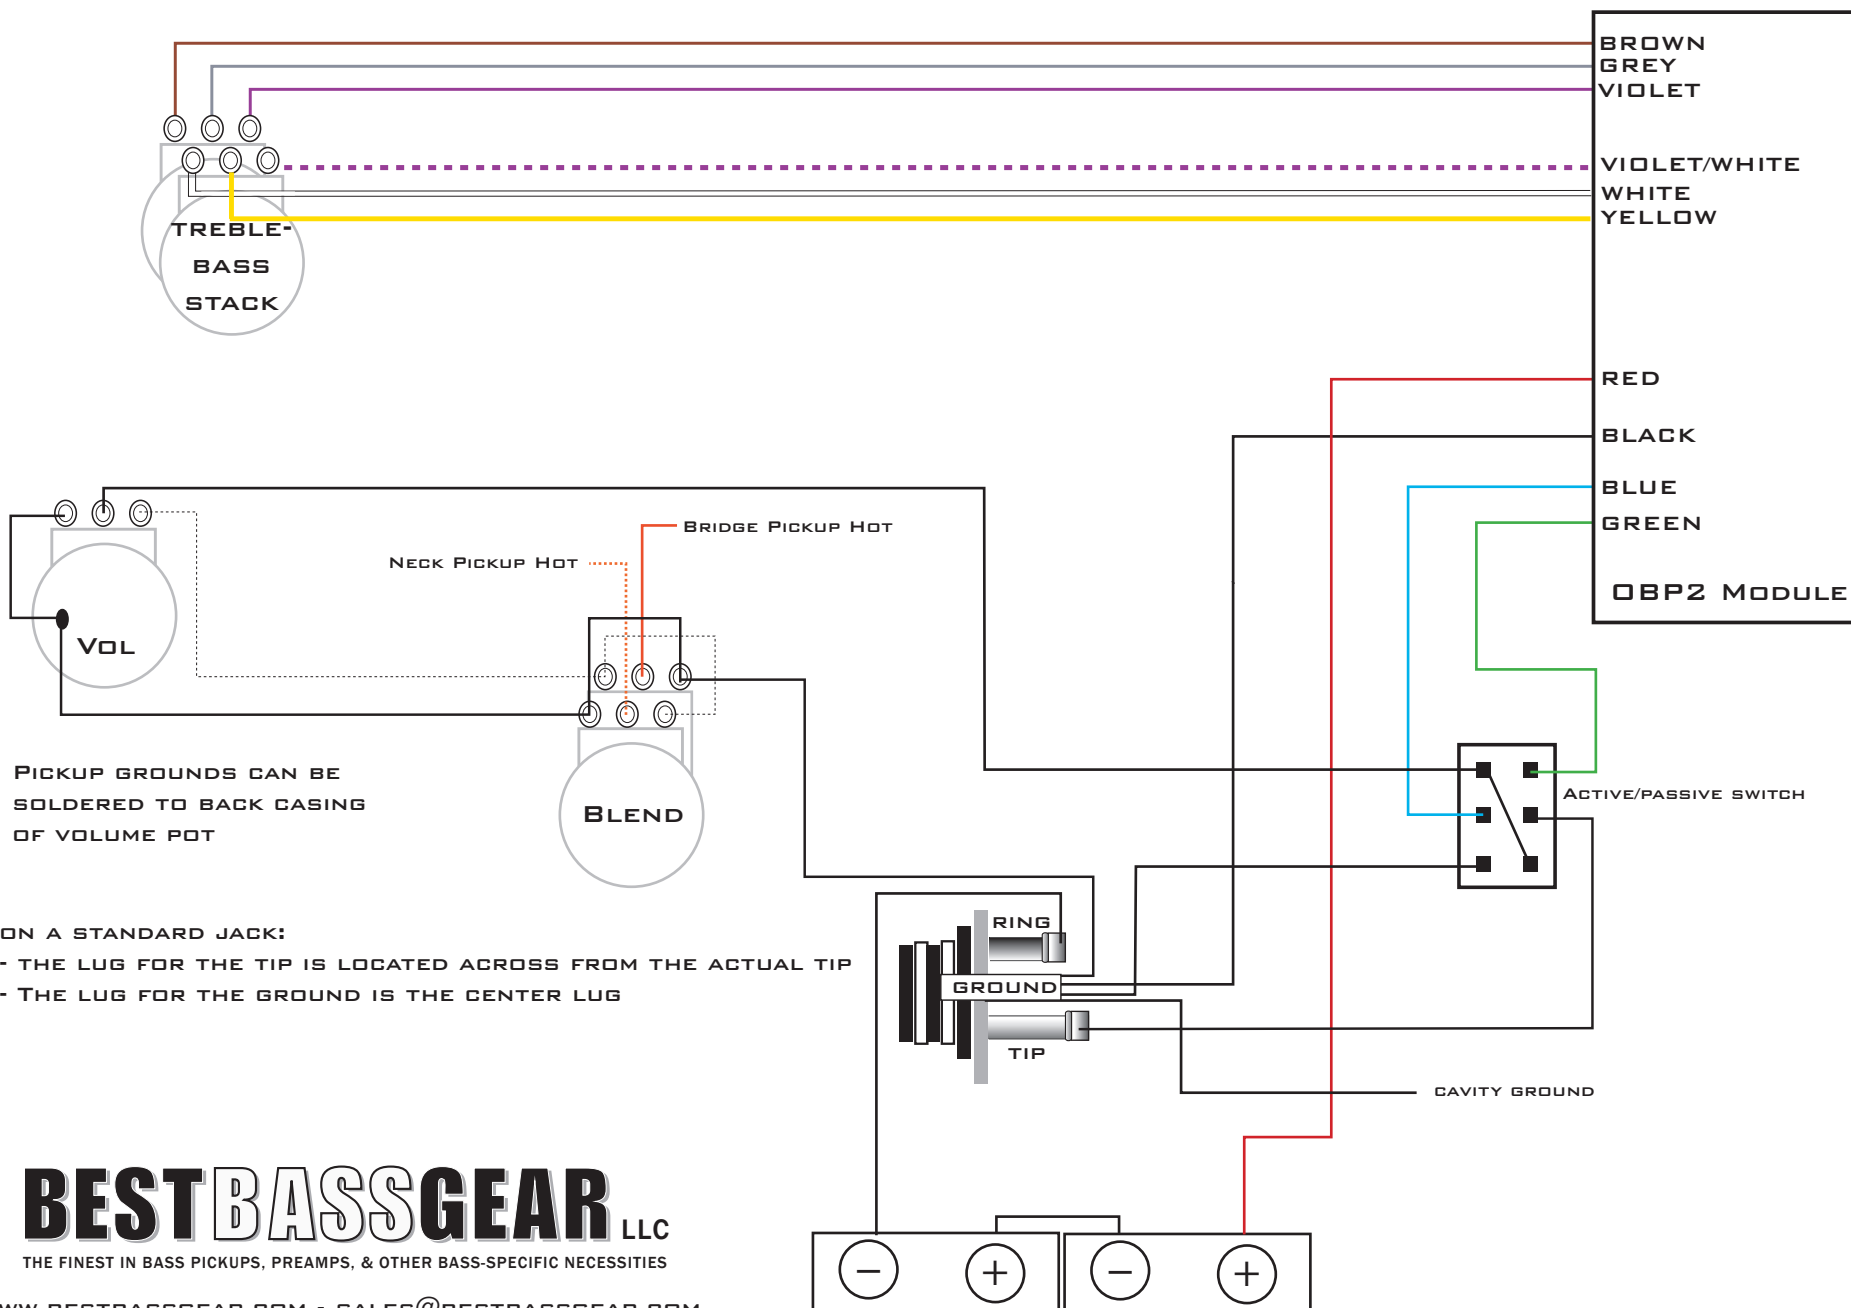 BROWN
GREY
VIOLET
VIOLET/WHITE
WHITE
YELLOW
TREBLE-
BASS
STACK
RED
BLACK
BLUE
GREEN
OBP2 MODULE
BRIDGE PICKUP HOT
NECK PICKUP HOT
VOL
BLEND
PICKUP GROUNDS CAN BE
SOLDERED TO BACK CASING
OF VOLUME POT
ACTIVE/PASSIVE SWITCH
ON A STANDARD JACK:
- THE LUG FOR THE TIP IS LOCATED ACROSS FROM THE ACTUAL TIP
- THE LUG FOR THE GROUND IS THE CENTER LUG
RING
GROUND
TIP
CAVITY GROUND
BESTBASSGEAR LLC
THE FINEST IN BASS PICKUPS, PREAMPS, & OTHER BASS-SPECIFIC NECESSITIES
− + − +